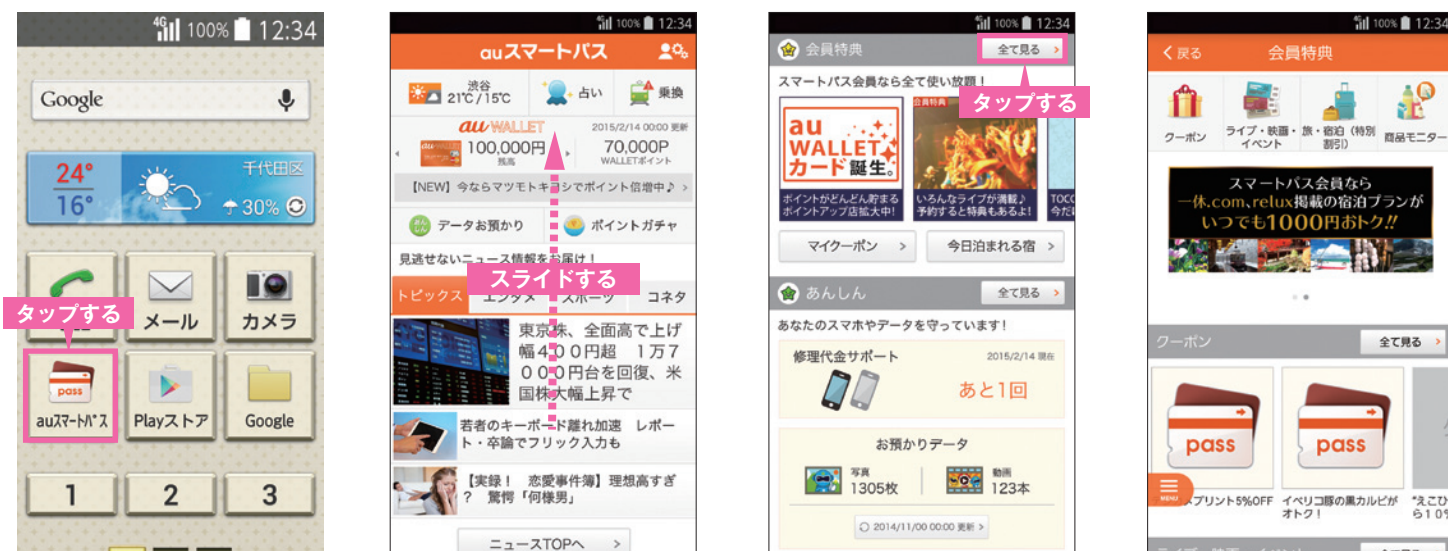 4G 100% 12:34
Google
24°
16°
千代田区
30%
タップする
メール
カメラ
pass
auスマートパス
Playストア
Google
1
2
3
4G 100% 12:34
auスマートパス
渋谷
21℃/15℃
占い
乗換
au WALLET
2015/2/14 00:00 更新
100,000円
残高
70,000P
WALLETポイント
【NEW】今ならマツモトキヨシでポイント倍増中♪ >
データお預かり
ポイントガチャ
見逃せないニュース情報をお届け！
スライドする
トピックス
エンタメ
スポーツ
コネタ
東京株、全面高で上げ
幅４００円超　１万７
０００円台を回復、米
国株大幅上昇で
若者のキーボード離れ加速　レポー
ト・卒論でフリック入力も
【実録！　恋愛事件簿】理想高すぎ
？　驚愕「何様男」
ニュースTOPへ >
4G 100% 12:34
会員特典
全て見る >
スマートパス会員なら全て使い放題！
タップする
au
WALLET
カード誕生。
ポイントがどんどん貯まる
ポイントアップ店拡大中!
会員特典
いろんなライブが満載♪
予約すると特典もあるよ!
TOCC
マイクーポン >
今日泊まれる宿 >
あんしん
全て見る >
あなたのスマホやデータを守っています!
修理代金サポート
2015/2/14 現在
あと1回
お預かりデータ
写真
1305枚
動画
123本
2014/11/00 00:00 更新 >
4G 100% 12:34
戻る
会員特典
クーポン
ライブ・映画・
イベント
旅・宿泊（特別
割引）
商品モニター
スマートパス会員なら
一休.com,relux掲載の宿泊プランが
いつでも1000円おトク!!
クーポン
全て見る >
pass
pass
MENU
スプリント5%OFF
イベリコ豚の黒カルビが
オトク！
"えこひ
ら10%